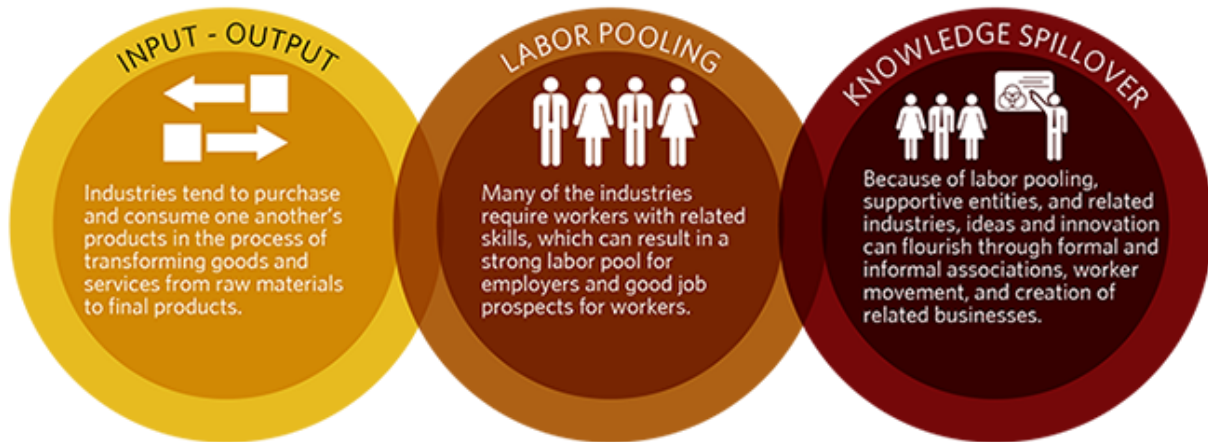 INPUT - OUTPUT
Industries tend to purchase
and consume one another's
products in the process of
transforming goods and
services from raw materials
to final products.
LABOR POOLING
Many of the industries
require workers with related
skills, which can result in a
strong labor pool for
employers and good job
prospects for workers.
KNOWLEDGE SPILLOVER
Because of labor pooling,
supportive entities, and related
industries, ideas and innovation
can flourish through formal and
informal associations, worker
movement, and creation of
related businesses.